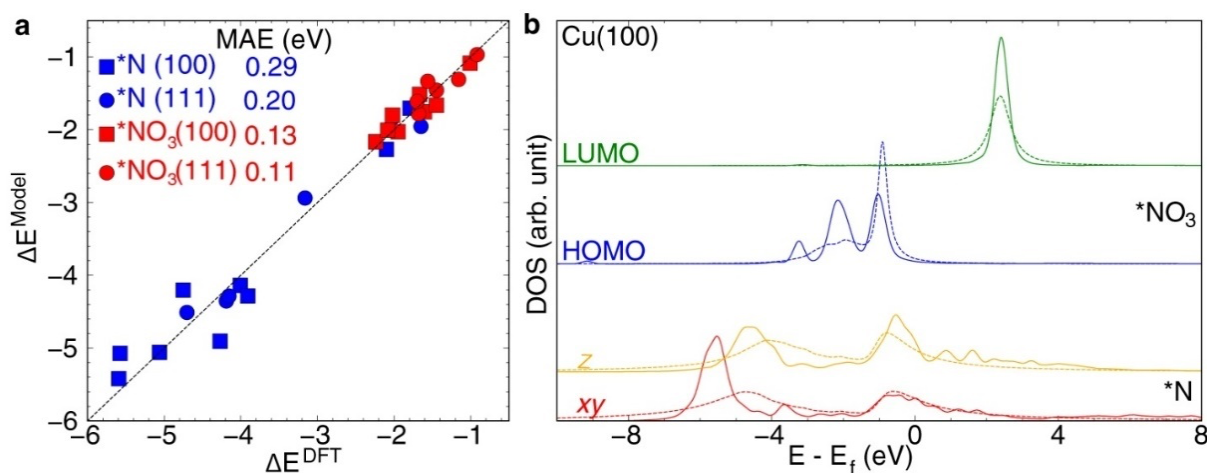 a
MAE (eV)
*N (100) 0.29
*N (111) 0.20
*NO₃(100) 0.13
*NO₃(111) 0.11
−1
−2
−3
−4
−5
−6
−6 −5 −4 −3 −2 −1
ΔE^Model
ΔE^DFT
b
Cu(100)
LUMO
*NO₃
HOMO
z
*N
xy
DOS (arb. unit)
−8 −4 0 4 8
E - E_f (eV)